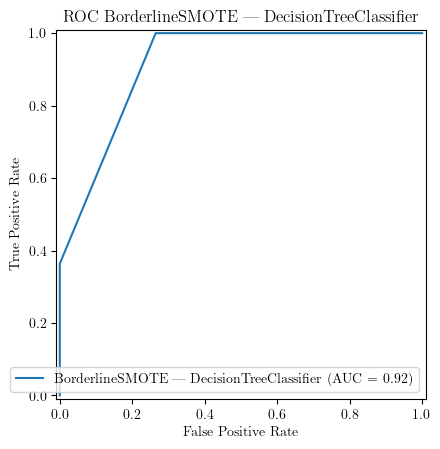 ROC BorderlineSMOTE — DecisionTreeClassifier
1.0
0.8
0.6
0.4
0.2
0.0
True Positive Rate
BorderlineSMOTE — DecisionTreeClassifier (AUC = 0.92)
0.0 0.2 0.4 0.6 0.8 1.0
False Positive Rate